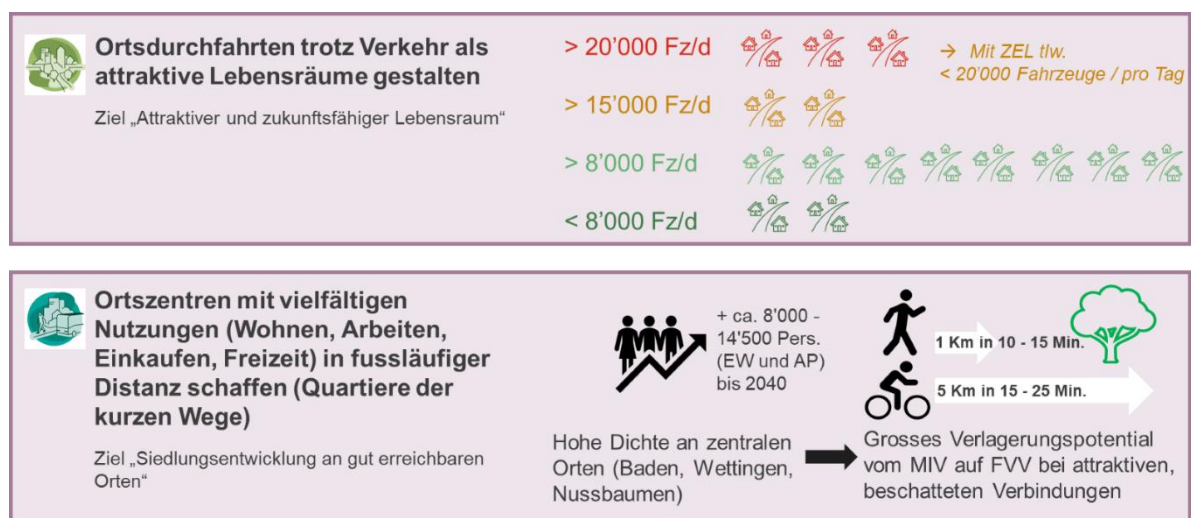 Ortsdurchfahrten trotz Verkehr als
attraktive Lebensräume gestalten
Ziel „Attraktiver und zukunftsfähiger Lebensraum“
> 20’000 Fz/d
→ Mit ZEL tlw.
< 20’000 Fahrzeuge / pro Tag
> 15’000 Fz/d
> 8’000 Fz/d
< 8’000 Fz/d
Ortszentren mit vielfältigen
Nutzungen (Wohnen, Arbeiten,
Einkaufen, Freizeit) in fussläufiger
Distanz schaffen (Quartiere der
kurzen Wege)
Ziel „Siedlungsentwicklung an gut erreichbaren
Orten“
+ ca. 8’000 -
14’500 Pers.
(EW und AP)
bis 2040
1 Km in 10 - 15 Min.
5 Km in 15 - 25 Min.
Hohe Dichte an zentralen
Orten (Baden, Wettingen,
Nussbaumen)
Grosses Verlagerungspotential
vom MIV auf FVV bei attraktiven,
beschatteten Verbindungen